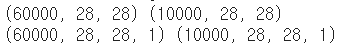 (60000, 28, 28) (10000, 28, 28)
(60000, 28, 28, 1) (10000, 28, 28, 1)